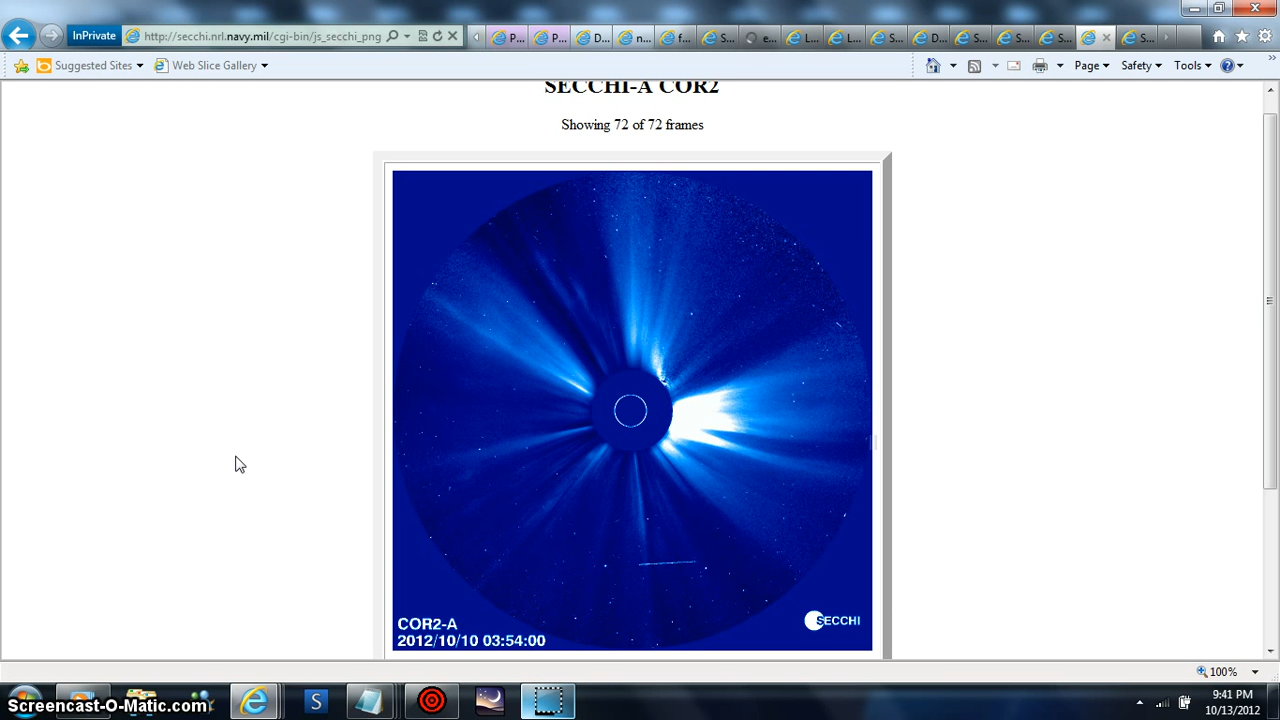 InPrivate
http://secchi.nrl.navy.mil/cgi-bin/js_secchi_png
P...
P...
D...
n...
f...
S...
e...
L...
L...
S...
D...
S...
S...
S...
S...
Suggested Sites
Web Slice Gallery
Page
Safety
Tools
SECCHI-A COR2
Showing 72 of 72 frames
COR2-A
2012/10/10 03:54:00
SECCHI
100%
Screencast-O-Matic.com
9:41 PM
10/13/2012